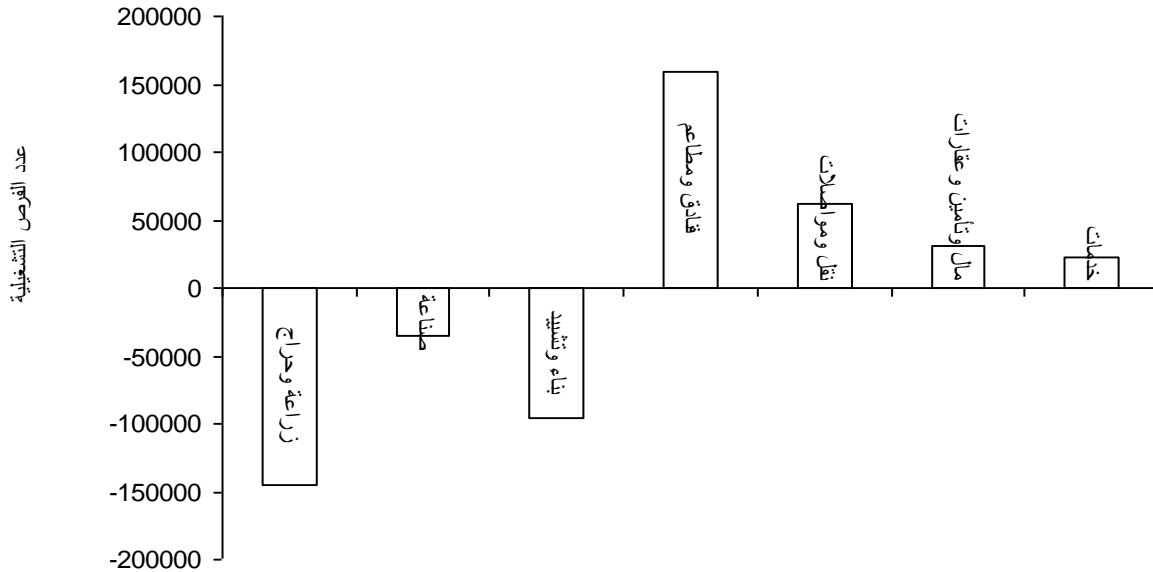 عدد الفرص التشغيلية
200000
150000
100000
50000
0
-50000
-100000
-150000
-200000
زراعة وحراج
صناعة
بناء وتشييد
فنادق ومطاعم
نقل ومواصلات
مال وتأمين وعقارات
خدمات